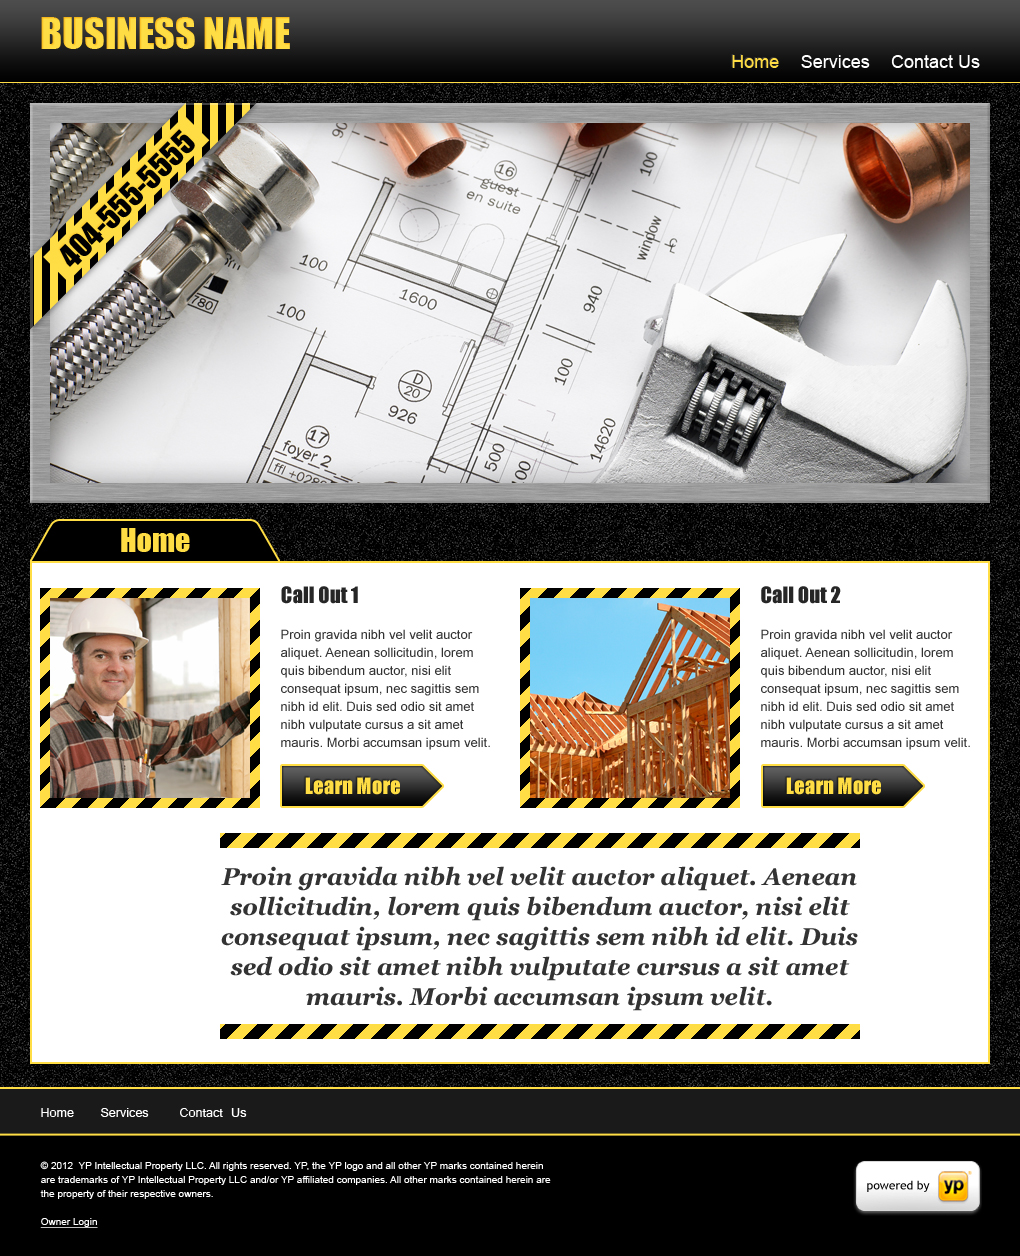 BUSINESS NAME
Home Services Contact Us
404-555-5555
90
16
guest
en suite
100
window
100
1600
780
100
940
100
D
20
926
17
foyer 2
500
100
14620
Home
Call Out 1
Proin gravida nibh vel velit auctor
aliquet. Aenean sollicitudin, lorem
quis bibendum auctor, nisi elit
consequat ipsum, nec sagittis sem
nibh id elit. Duis sed odio sit amet
nibh vulputate cursus a sit amet
mauris. Morbi accumsan ipsum velit.
Learn More
Call Out 2
Proin gravida nibh vel velit auctor
aliquet. Aenean sollicitudin, lorem
quis bibendum auctor, nisi elit
consequat ipsum, nec sagittis sem
nibh id elit. Duis sed odio sit amet
nibh vulputate cursus a sit amet
mauris. Morbi accumsan ipsum velit.
Learn More
Proin gravida nibh vel velit auctor aliquet. Aenean
sollicitudin, lorem quis bibendum auctor, nisi elit
consequat ipsum, nec sagittis sem nibh id elit. Duis
sed odio sit amet nibh vulputate cursus a sit amet
mauris. Morbi accumsan ipsum velit.
Home Services Contact Us
© 2012 YP Intellectual Property LLC. All rights reserved. YP, the YP logo and all other YP marks contained herein
are trademarks of YP Intellectual Property LLC and/or YP affiliated companies. All other marks contained herein are
the property of their respective owners.
Owner Login
powered by yp